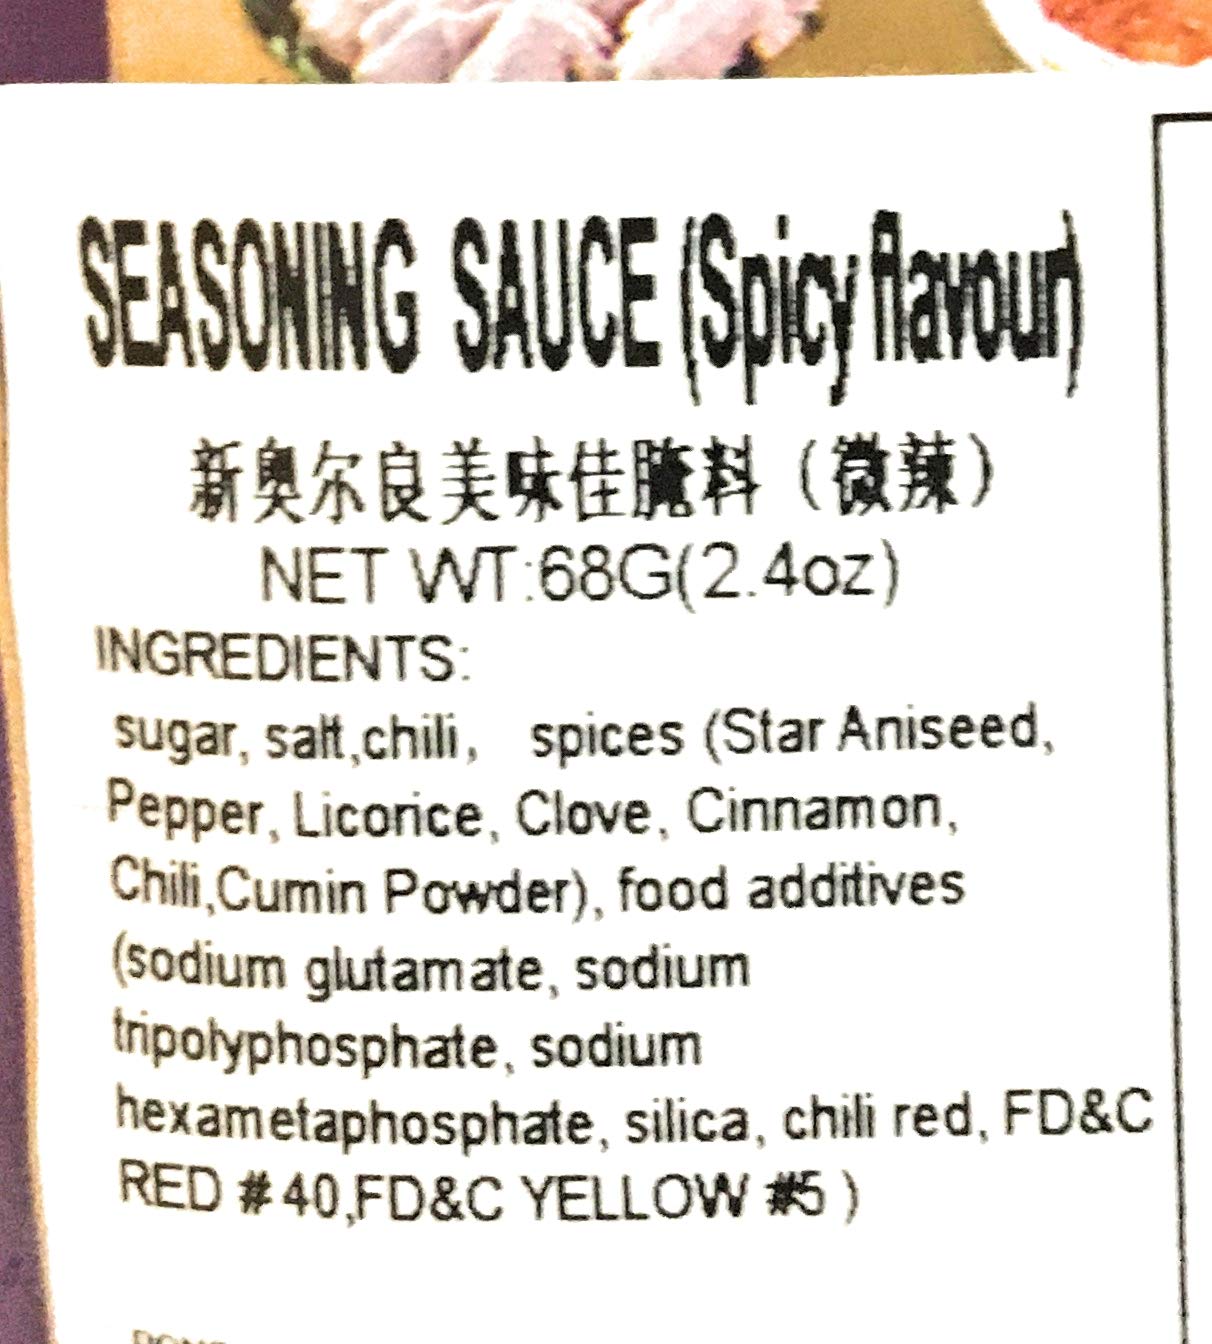 SEASONING SAUCE (Spicy flavour)
新奥尔良美味佳腌料（微辣）
NET WT:68G(2.4oz)
INGREDIENTS:
sugar, salt,chili, spices (Star Aniseed,
Pepper, Licorice, Clove, Cinnamon,
Chili,Cumin Powder), food additives
(sodium glutamate, sodium
tripolyphosphate, sodium
hexametaphosphate, silica, chili red, FD&C
RED #40,FD&C YELLOW #5 )